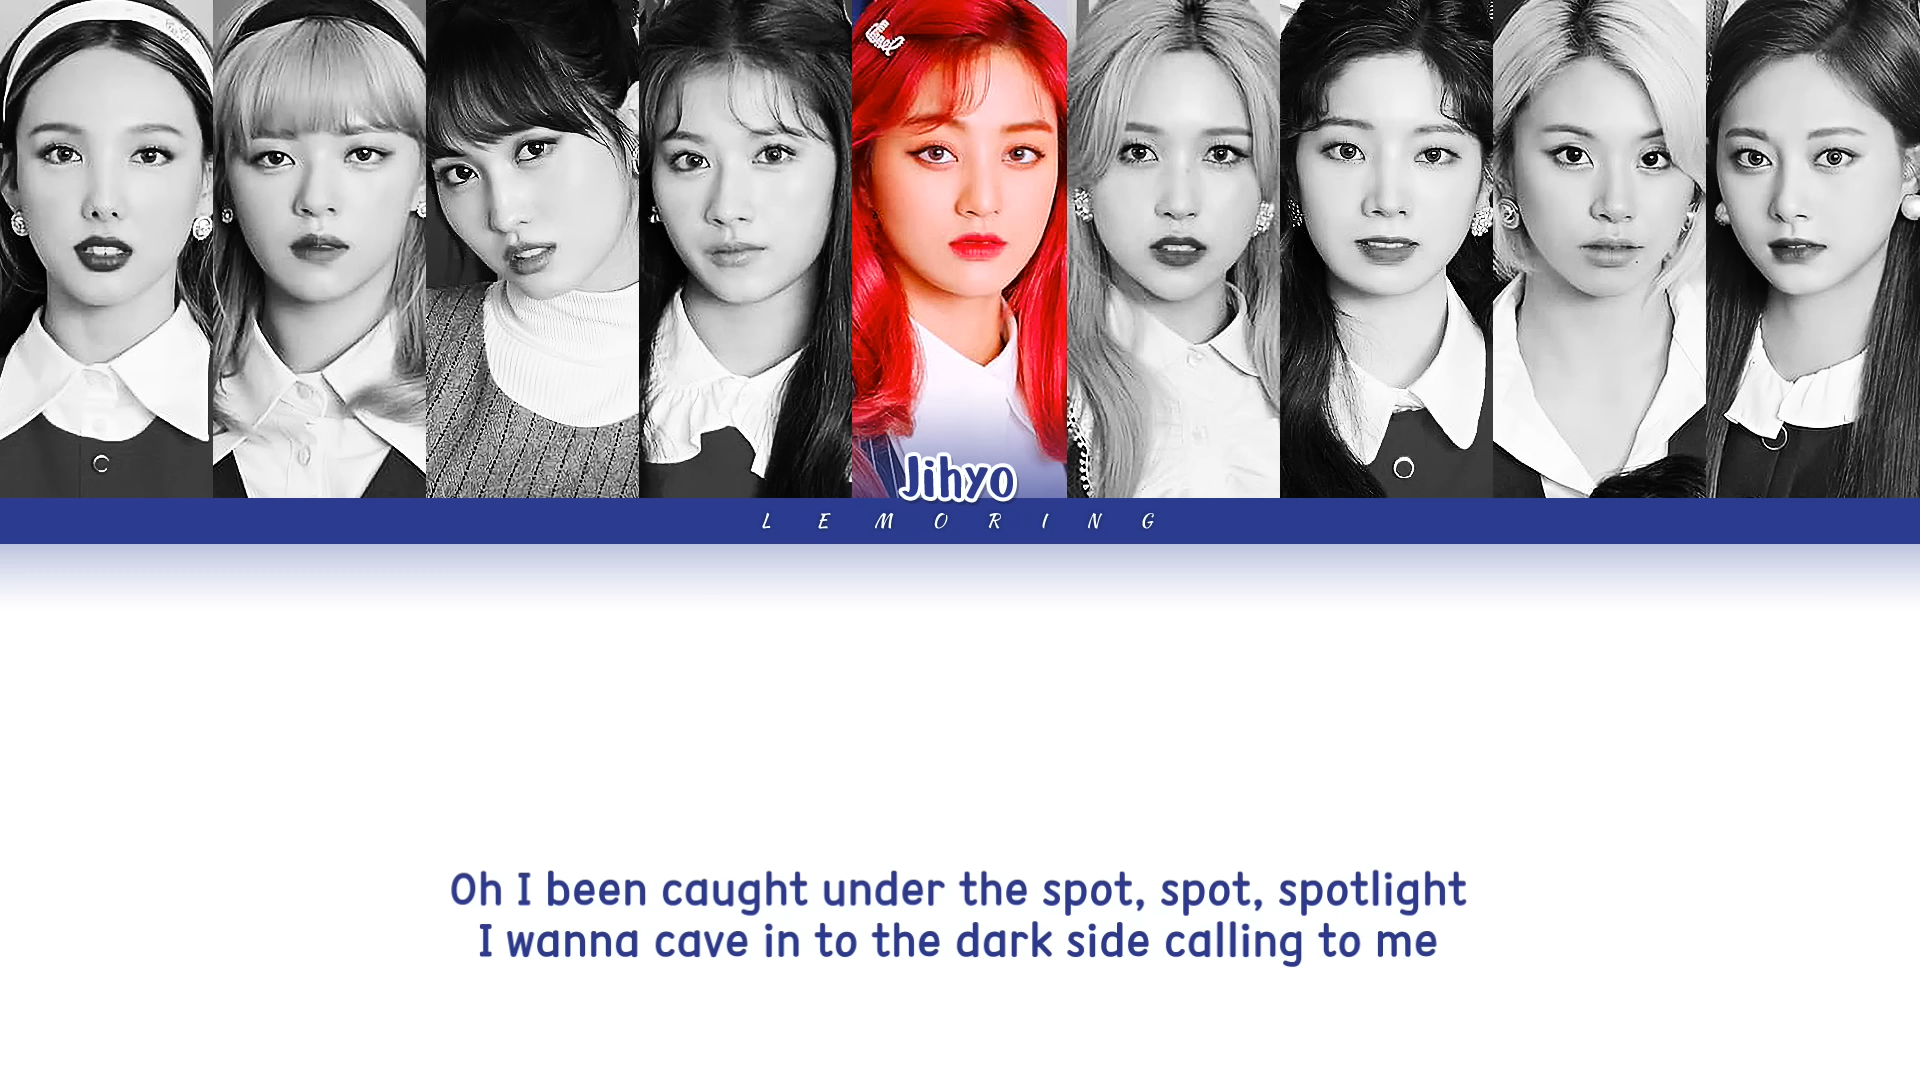 Jihyo
L E M O R I N G
Oh I been caught under the spot, spot, spotlight
I wanna cave in to the dark side calling to me